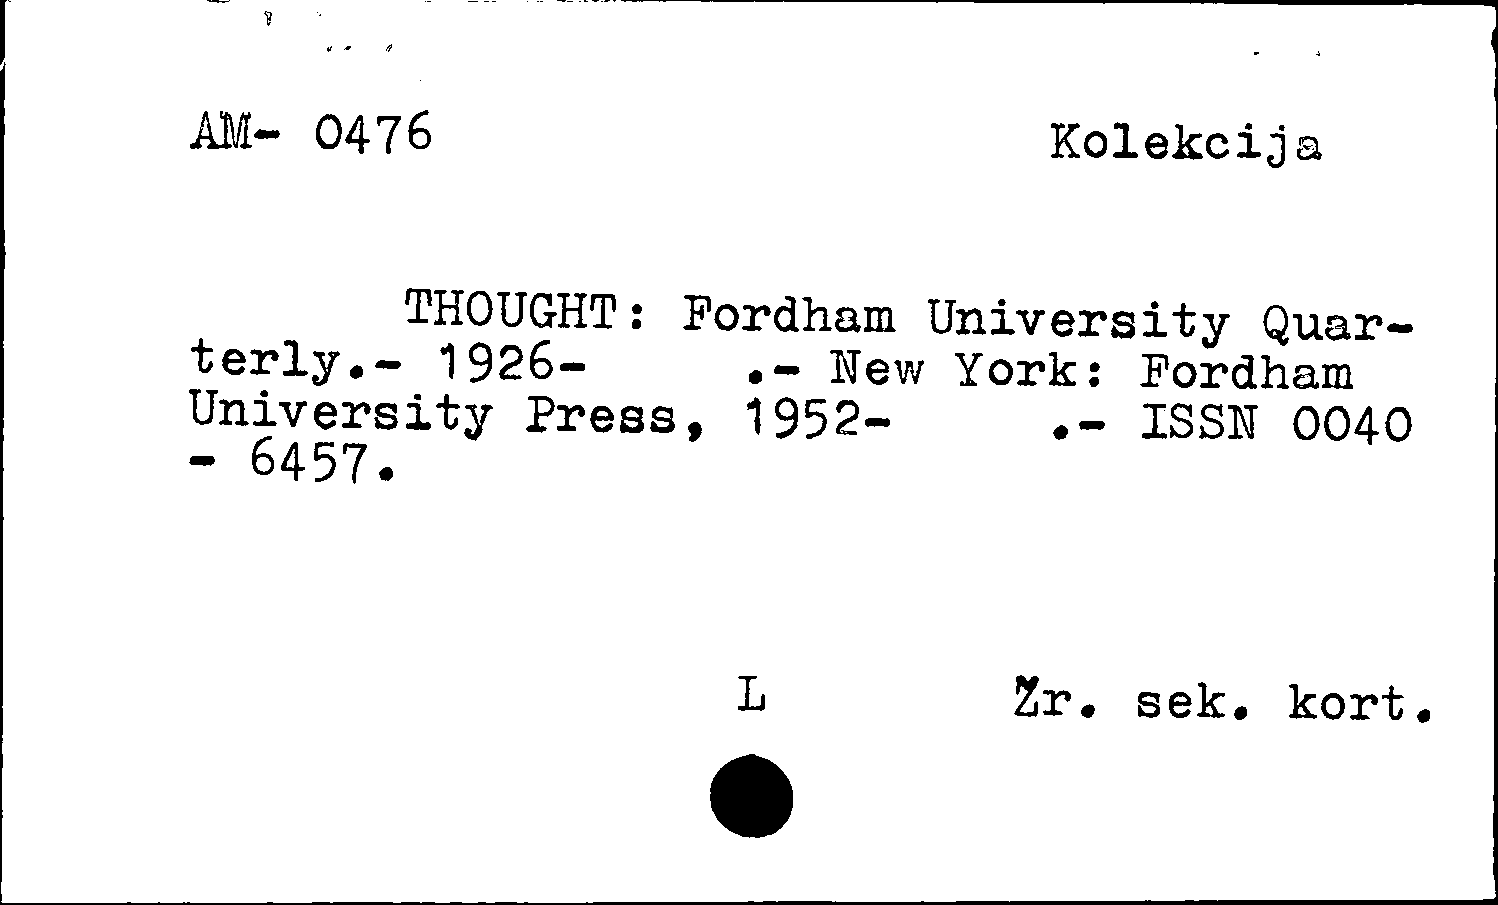 AM- 0476
Kolekcija
THOUGHT: Fordham University Quar-
terly.- 1926-     .- New York: Fordham
University Press, 1952-     .- ISSN 0040
- 6457.
L
Žr. sek. kort.